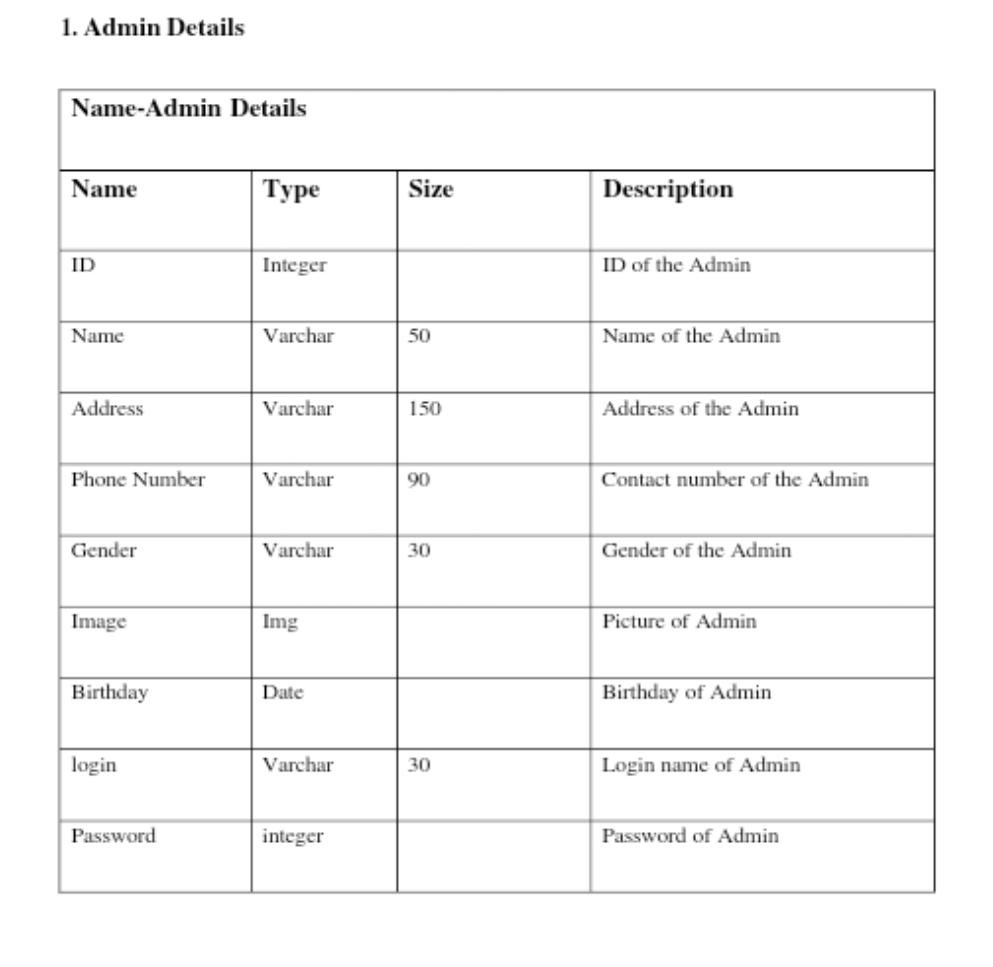 1. Admin Details
Name-Admin Details
Name Type Size Description
ID Integer ID of the Admin
Name Varchar 50 Name of the Admin
Address Varchar 150 Address of the Admin
Phone Number Varchar 90 Contact number of the Admin
Gender Varchar 30 Gender of the Admin
Image Img Picture of Admin
Birthday Date Birthday of Admin
login Varchar 30 Login name of Admin
Password integer Password of Admin